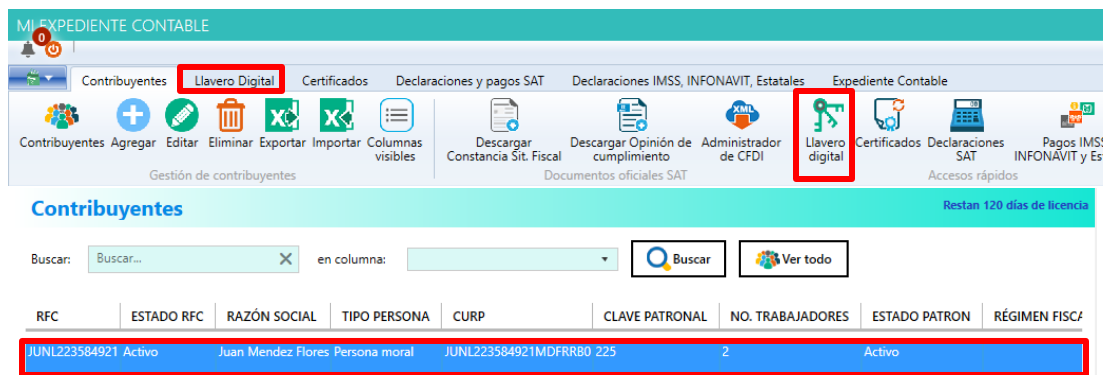 MI EXPEDIENTE CONTABLE
0
Contribuyentes Llavero Digital Certificados Declaraciones y pagos SAT Declaraciones IMSS, INFONAVIT, Estatales Expediente Contable
XML
Contribuyentes Agregar Editar Eliminar Exportar Importar Columnas visibles Descargar Constancia Sit. Fiscal Descargar Opinión de cumplimiento Administrador de CFDI Llavero digital Certificados Declaraciones SAT Pagos IMSS INFONAVIT y Es
Gestión de contribuyentes Documentos oficiales SAT Accesos rápidos
Contribuyentes Restan 120 días de licencia
Buscar: Buscar... en columna: Buscar Ver todo
RFC ESTADO RFC RAZÓN SOCIAL TIPO PERSONA CURP CLAVE PATRONAL NO. TRABAJADORES ESTADO PATRON RÉGIMEN FISCA
JUNL223584921 Activo Juan Mendez Flores Persona moral JUNL223584921MDFRRB0 225 2 Activo